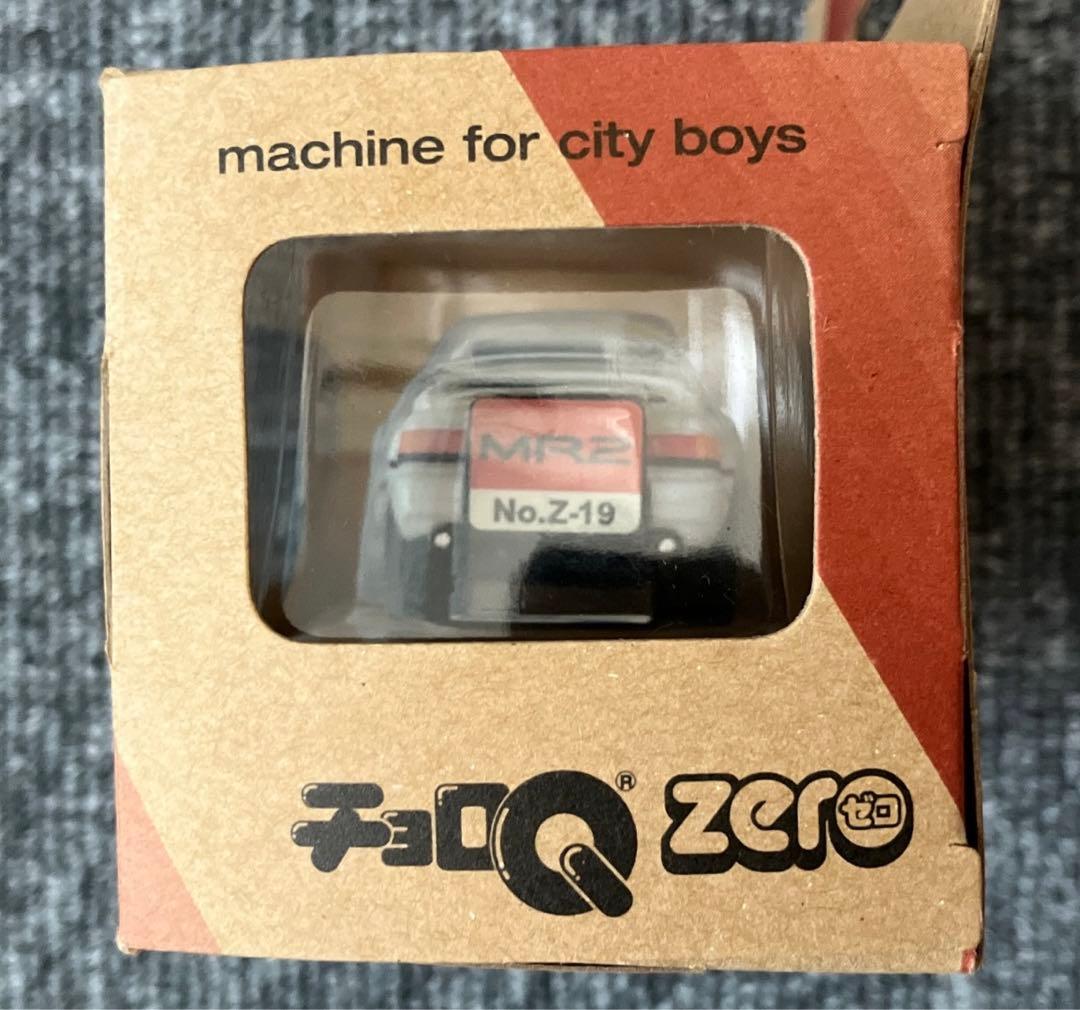 machine for city boys
MR2
No.Z-19
チョロQ® zero ゼロ